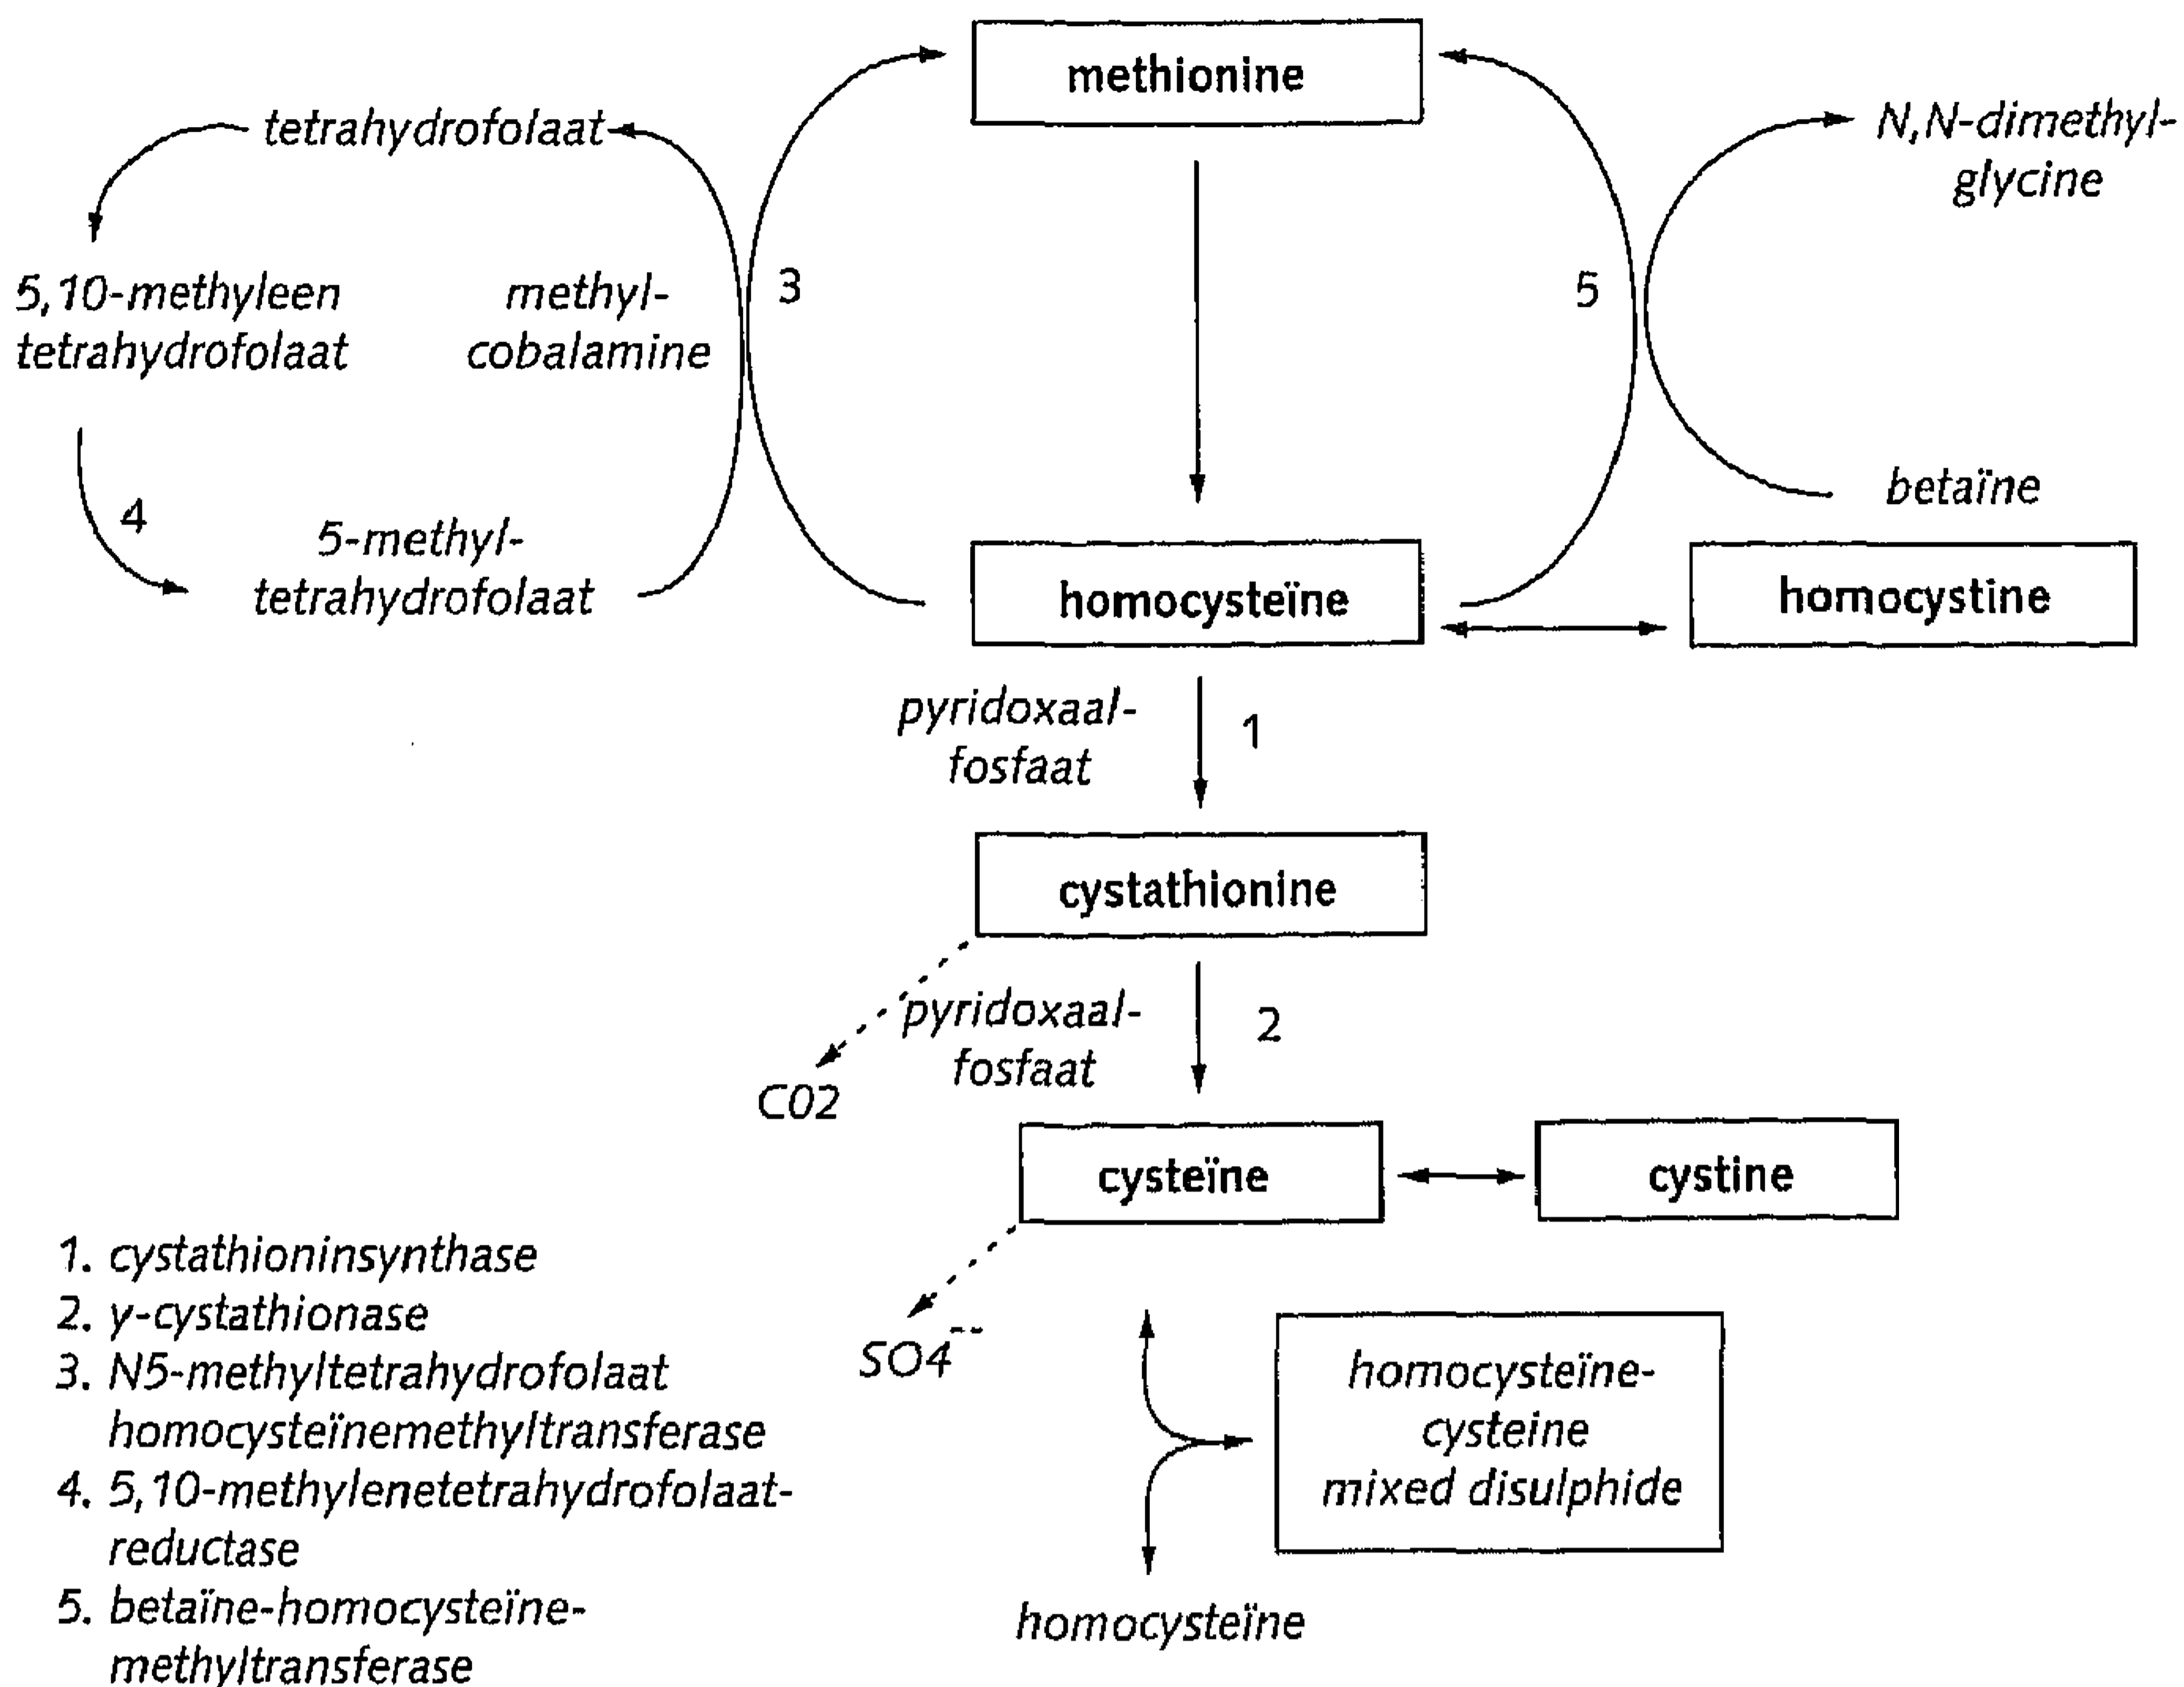 methionine
tetrahydrofolaat
N,N-dimethyl-
glycine
5,10-methyleen
tetrahydrofolaat
methyl-
cobalamine
3
5
4
5-methyl-
tetrahydrofolaat
betaïne
homocysteïne
homocystine
pyridoxaal-
fosfaat
1
cystathionine
pyridoxaal-
fosfaat
2
CO2
cysteïne
cystine
SO4--
homocysteïne-
cysteine
mixed disulphide
homocysteïne
1. cystathioninsynthase
2. y-cystathionase
3. N5-methyltetrahydrofolaat
homocysteïnemethyltransferase
4. 5,10-methylenetetrahydrofolaat-
reductase
5. betaïne-homocysteïne-
methyltransferase